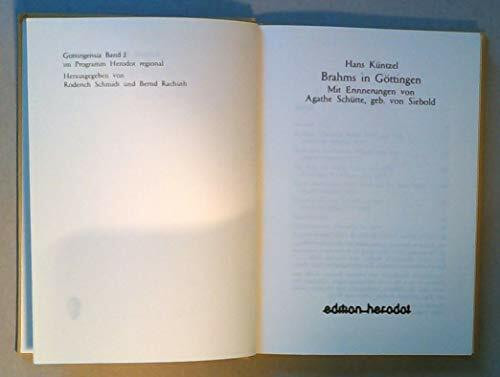 Göttingensia Band 2
im Programm Herodot regional
Herausgegeben von
Roderich Schmidt und Bernd Rachuth
Hans Küntzel
Brahms in Göttingen
Mit Erinnerungen von
Agathe Schütte, geb. von Siebold
edition herodot